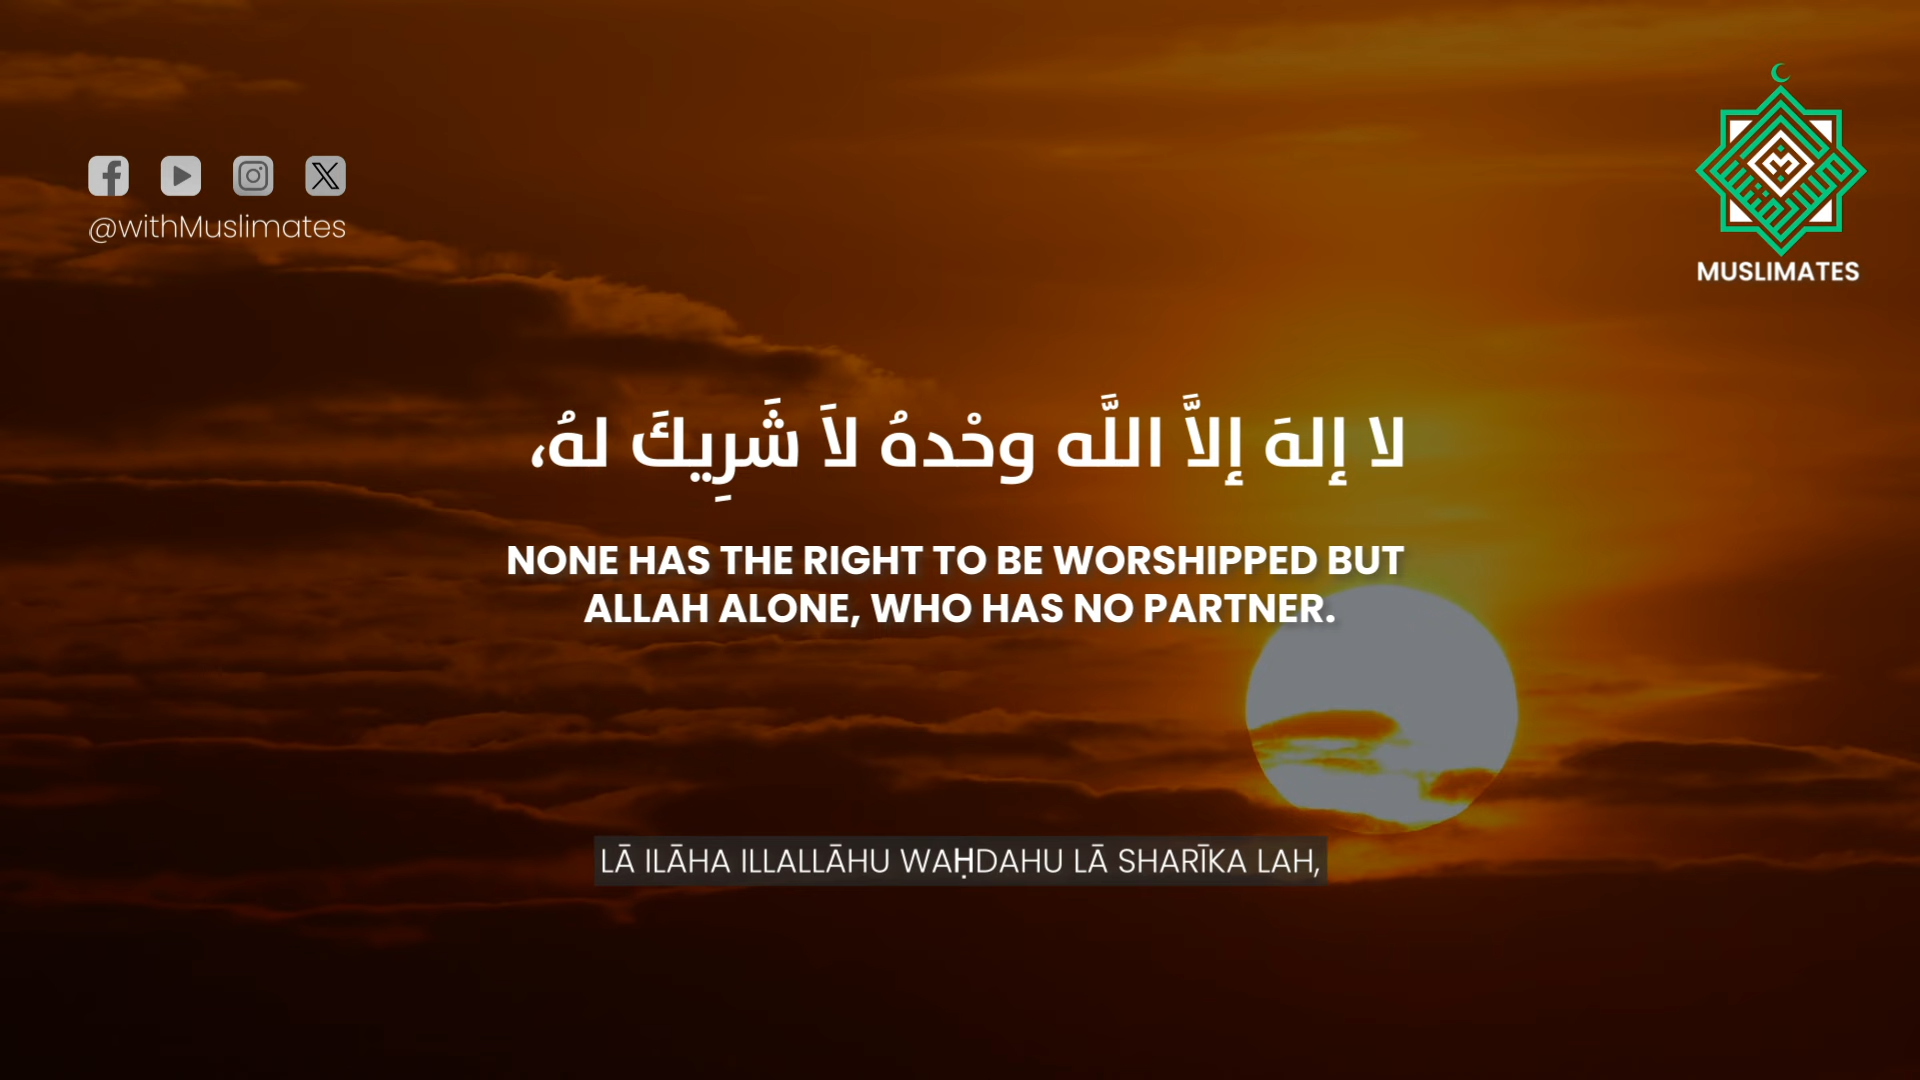 @withMuslimates
MUSLIMATES
لا إلهَ إلاَّ اللَّه وحْدهُ لاَ شَرِيكَ لهُ،
NONE HAS THE RIGHT TO BE WORSHIPPED BUT
ALLAH ALONE, WHO HAS NO PARTNER.
LĀ ILĀHA ILLALLĀHU WAḤDAHU LĀ SHARĪKA LAH,